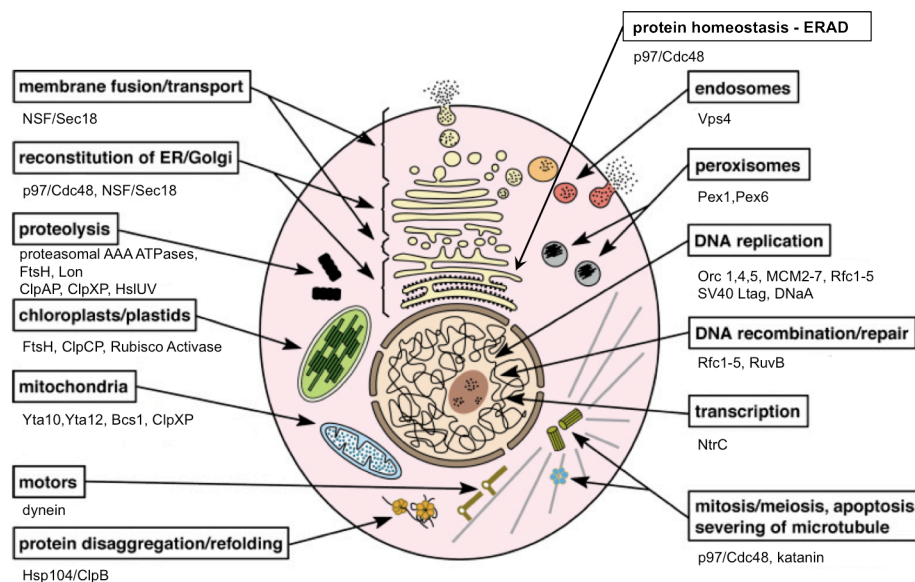 protein homeostasis - ERAD
p97/Cdc48
membrane fusion/transport
NSF/Sec18
reconstitution of ER/Golgi
p97/Cdc48, NSF/Sec18
proteolysis
proteasomal AAA ATPases,
FtsH, Lon
ClpAP, ClpXP, HslUV
chloroplasts/plastids
FtsH, ClpCP, Rubisco Activase
mitochondria
Yta10,Yta12, Bcs1, ClpXP
motors
dynein
protein disaggregation/refolding
Hsp104/ClpB
endosomes
Vps4
peroxisomes
Pex1,Pex6
DNA replication
Orc 1,4,5, MCM2-7, Rfc1-5
SV40 Ltag, DNaA
DNA recombination/repair
Rfc1-5, RuvB
transcription
NtrC
mitosis/meiosis, apoptosis
severing of microtubule
p97/Cdc48, katanin